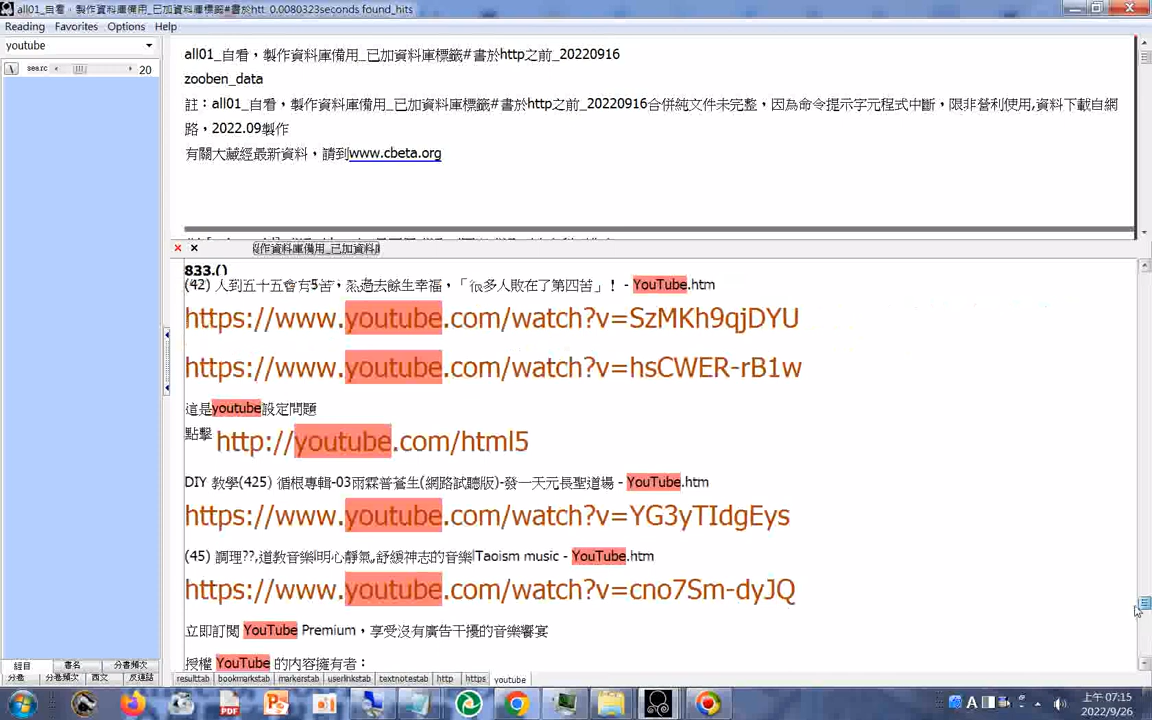 all01_自看，製作資料庫備用_已加資料庫標籤#書於htt 0.0080323seconds found_hits
Reading Favorites Options Help
youtube
searc 20
all01_自看，製作資料庫備用_已加資料庫標籤#書於http之前_20220916
zooben_data
註：all01_自看，製作資料庫備用_已加資料庫標籤#書於http之前_20220916合併純文件未完整，因為命令提示字元程式中斷，限非營利使用,資料下載自網
路，2022.09製作
有關大藏經最新資料，請到www.cbeta.org
製作資料庫備用_已加資料庫
833.()
(42) 人到五十五會有5苦，熬過去餘生幸福，「很多人敗在了第四苦」！ - YouTube.htm
https://www.youtube.com/watch?v=SzMKh9qjDYU
https://www.youtube.com/watch?v=hsCWER-rB1w
這是youtube設定問題
點擊 http://youtube.com/html5
DIY 教學(425) 循根專輯-03雨霖普蒼生(網路試聽版)-發一天元長聖道場 - YouTube.htm
https://www.youtube.com/watch?v=YG3yTIdgEys
(45) 調理??,道教音樂|明心靜氣,舒緩神志的音樂|Taoism music - YouTube.htm
https://www.youtube.com/watch?v=cno7Sm-dyJQ
立即訂閱 YouTube Premium，享受沒有廣告干擾的音樂饗宴
授權 YouTube 的內容擁有者：
經目 書名 分書頻次
分卷 分卷頻次 西文 反連結
resulttab bookmarkstab markerstab userlinkstab textnotestab http https youtube
上午 07:15
2022/9/26